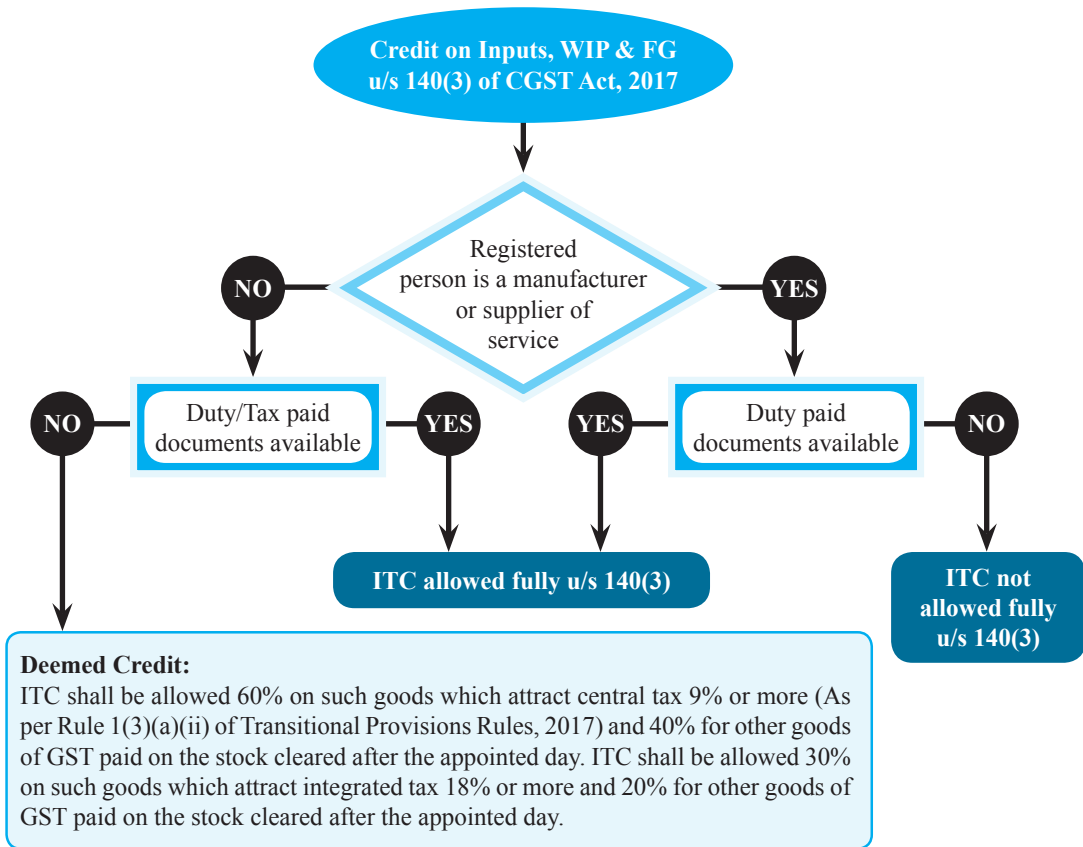 Credit on Inputs, WIP & FG
u/s 140(3) of CGST Act, 2017
Registered
person is a manufacturer
or supplier of
service
NO
YES
NO
Duty/Tax paid
documents available
YES
YES
Duty paid
documents available
NO
ITC allowed fully u/s 140(3)
ITC not
allowed fully
u/s 140(3)
Deemed Credit:
ITC shall be allowed 60% on such goods which attract central tax 9% or more (As
per Rule 1(3)(a)(ii) of Transitional Provisions Rules, 2017) and 40% for other goods
of GST paid on the stock cleared after the appointed day. ITC shall be allowed 30%
on such goods which attract integrated tax 18% or more and 20% for other goods of
GST paid on the stock cleared after the appointed day.